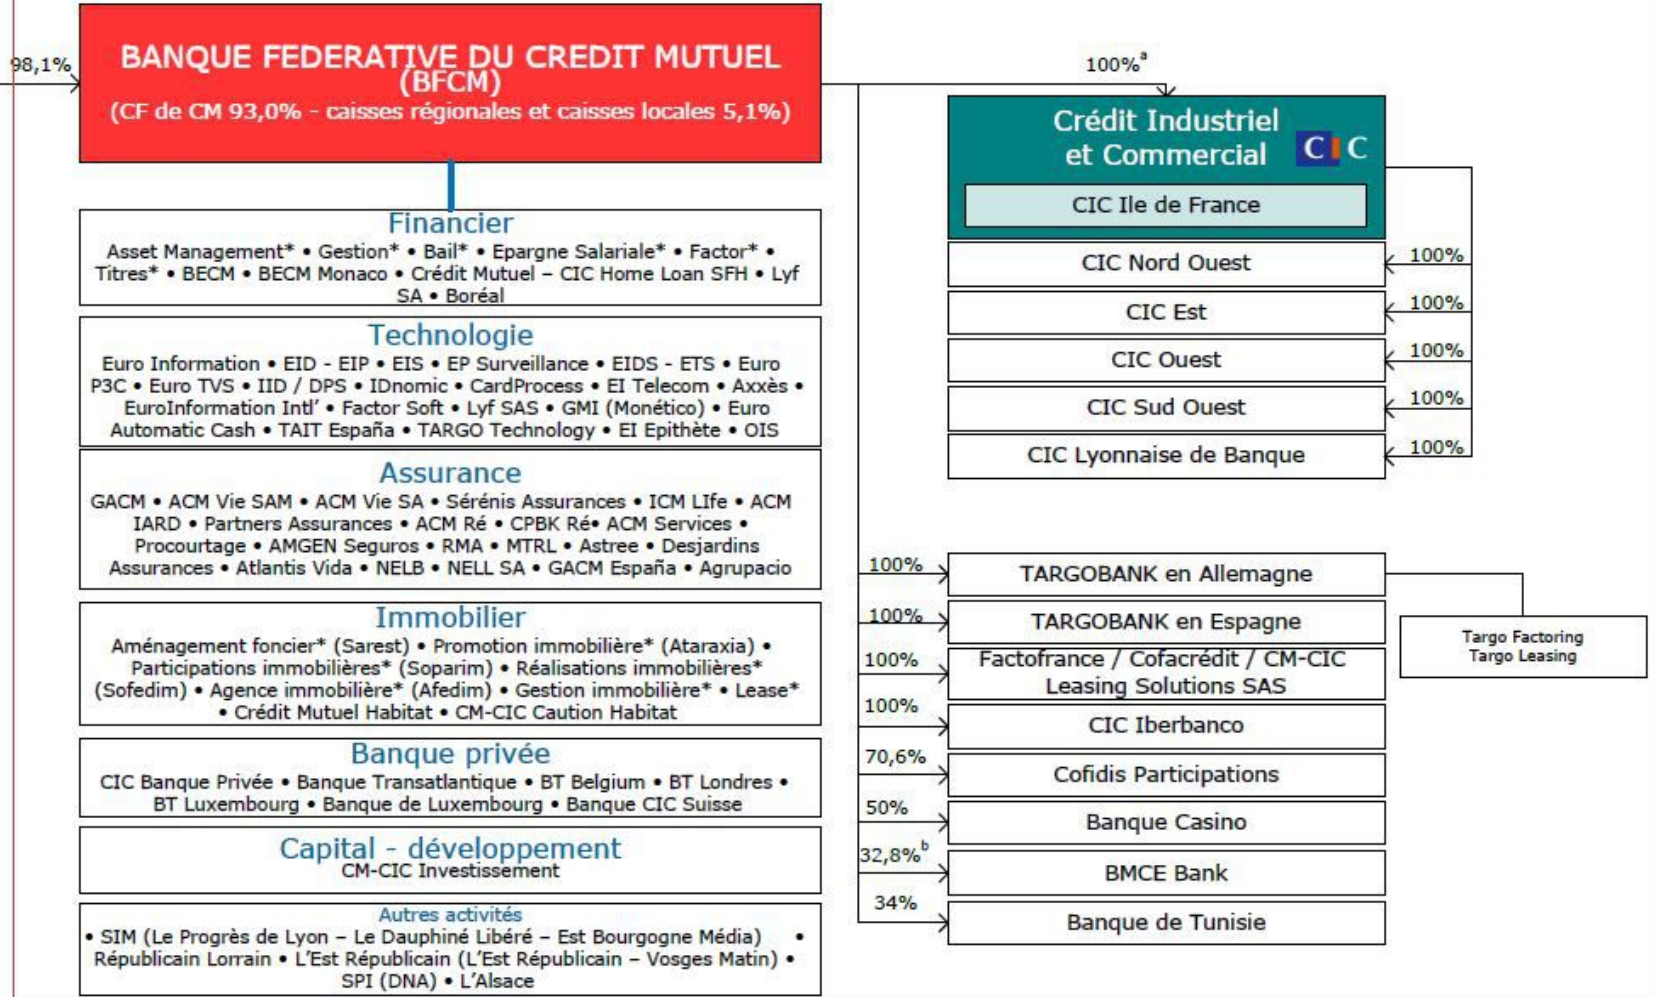 98,1%
BANQUE FEDERATIVE DU CREDIT MUTUEL
(BFCM)
(CF de CM 93,0% - caisses régionales et caisses locales 5,1%)
Financier
Asset Management* • Gestion* • Bail* • Epargne Salariale* • Factor* •
Titres* • BECM • BECM Monaco • Crédit Mutuel – CIC Home Loan SFH • Lyf
SA • Boréal
Technologie
Euro Information • EID - EIP • EIS • EP Surveillance • EIDS - ETS • Euro
P3C • Euro TVS • IID / DPS • IDnomic • CardProcess • EI Telecom • Axxès •
EuroInformation Intl’ • Factor Soft • Lyf SAS • GMI (Monético) • Euro
Automatic Cash • TAIT España • TARGO Technology • EI Epithète • OIS
Assurance
GACM • ACM Vie SAM • ACM Vie SA • Sérénis Assurances • ICM LIfe • ACM
IARD • Partners Assurances • ACM Ré • CPBK Ré• ACM Services •
Procourtage • AMGEN Seguros • RMA • MTRL • Astree • Desjardins
Assurances • Atlantis Vida • NELB • NELL SA • GACM España • Agrupacio
Immobilier
Aménagement foncier* (Sarest) • Promotion immobilière* (Ataraxia) •
Participations immobilières* (Soparim) • Réalisations immobilières*
(Sofedim) • Agence immobilière* (Afedim) • Gestion immobilière* • Lease*
• Crédit Mutuel Habitat • CM-CIC Caution Habitat
Banque privée
CIC Banque Privée • Banque Transatlantique • BT Belgium • BT Londres •
BT Luxembourg • Banque de Luxembourg • Banque CIC Suisse
Capital - développement
CM-CIC Investissement
Autres activités
• SIM (Le Progrès de Lyon – Le Dauphiné Libéré – Est Bourgogne Média) •
Républicain Lorrain • L’Est Républicain (L’Est Républicain – Vosges Matin) •
SPI (DNA) • L’Alsace
100%ᵃ
Crédit Industriel
et Commercial CIC
CIC Ile de France
CIC Nord Ouest 100%
CIC Est 100%
CIC Ouest 100%
CIC Sud Ouest 100%
CIC Lyonnaise de Banque 100%
100% TARGOBANK en Allemagne
100% TARGOBANK en Espagne
Targo Factoring
Targo Leasing
100% Factofrance / Cofacrédit / CM-CIC
Leasing Solutions SAS
100% CIC Iberbanco
70,6% Cofidis Participations
50% Banque Casino
32,8%ᵇ BMCE Bank
34% Banque de Tunisie